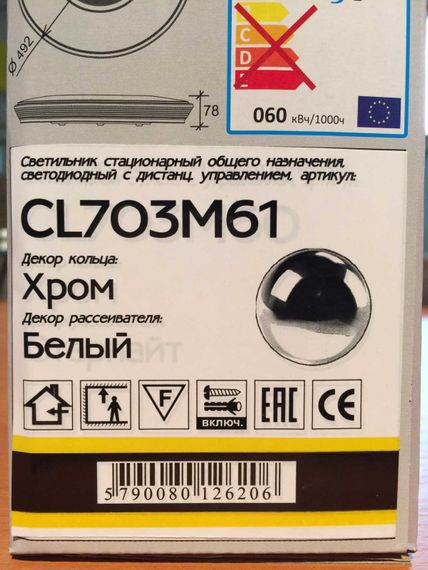 Ø 492
78
C
D
E
060 кВч/1000ч
Светильник стационарный общего назначения,
светодиодный с дистанц. управлением, артикул:
CL703M61
Декор кольца:
Хром
Декор рассеивателя:
Белый
F
ВКЛЮЧ.
EAC
CE
5 790080 126206